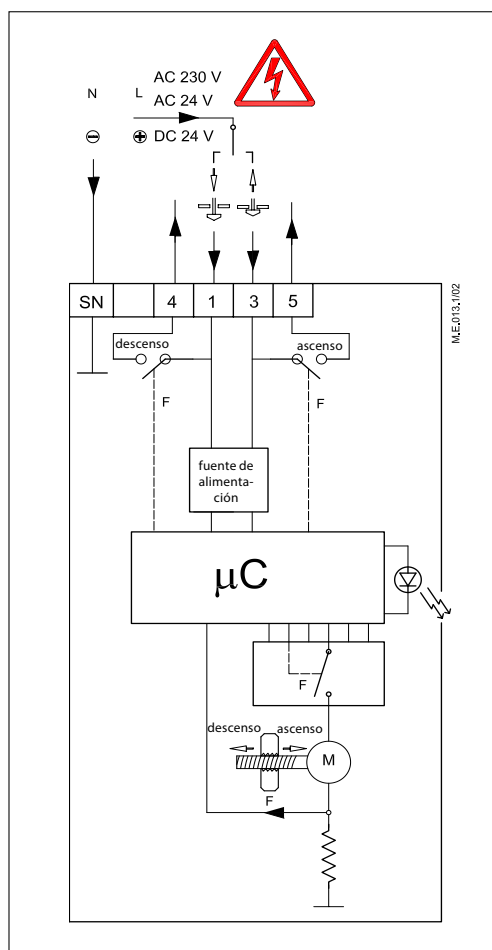 AC 230 V
N L AC 24 V
⊖ ⊕ DC 24 V
M.E.013.1/02
SN 4 1 3 5
descenso ascenso
F F
fuente de
alimenta-
ción
µC
F
descenso ascenso
M
F